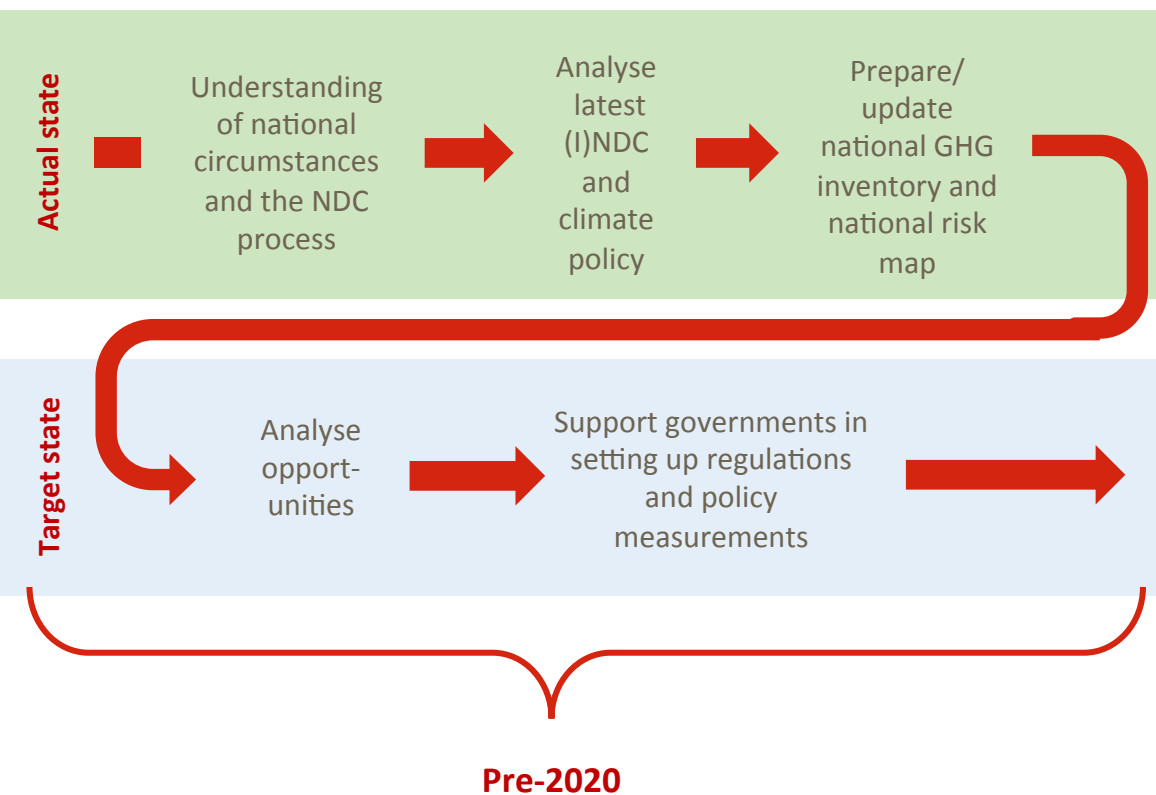 Actual state
Understanding
of national
circumstances
and the NDC
process
Analyse
latest
(I)NDC
and
climate
policy
Prepare/
update
national GHG
inventory and
national risk
map
Target state
Analyse
opport-
unities
Support governments in
setting up regulations
and policy
measurements
Pre-2020